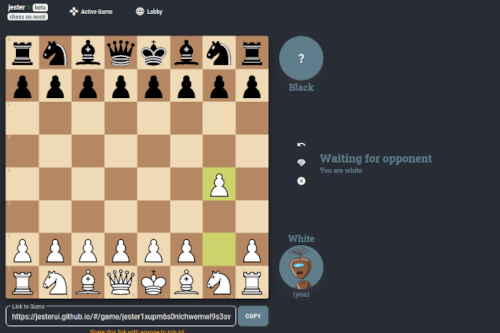 jester beta
chess on nostr
Active Game
Lobby
?
Black
Waiting for opponent
You are white
White
(you)
Link to Game
https://jesterui.github.io/#/game/jester1xupm6s0nlchwemwl9s3sw
COPY
Share this link with anyone to join in!